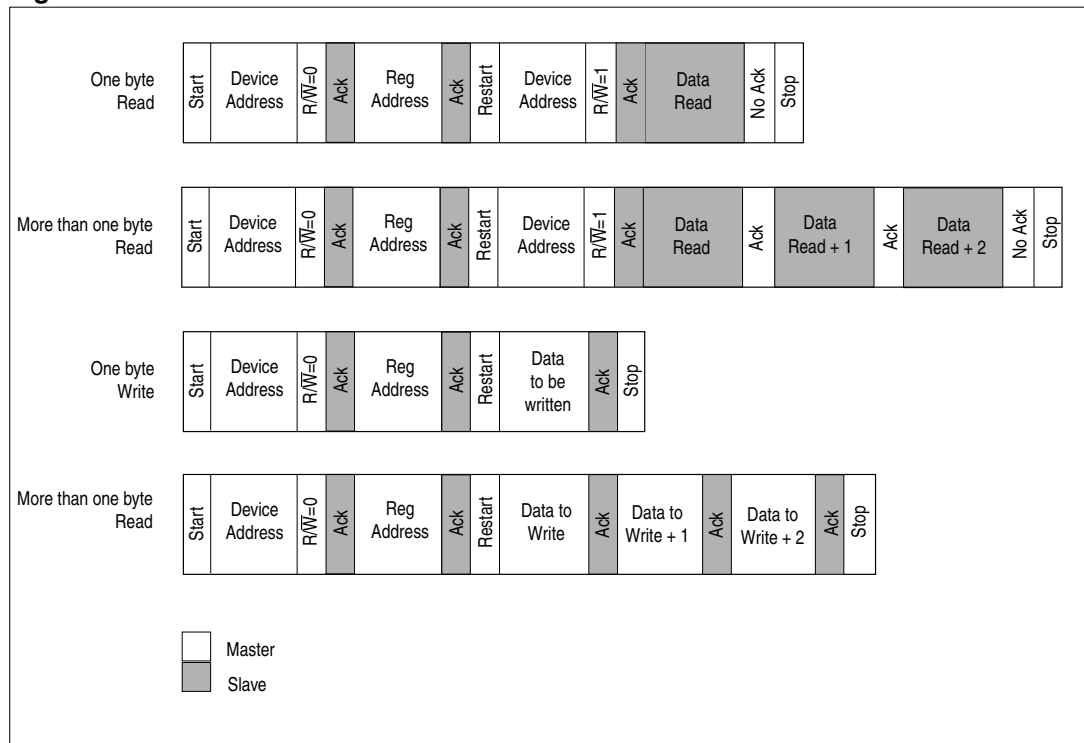 One byte
Read
Start
Device
Address
R/W̅=0
Ack
Reg
Address
Ack
Restart
Device
Address
R/W̅=1
Ack
Data
Read
No Ack
Stop
More than one byte
Read
Start
Device
Address
R/W̅=0
Ack
Reg
Address
Ack
Restart
Device
Address
R/W̅=1
Ack
Data
Read
Ack
Data
Read + 1
Ack
Data
Read + 2
No Ack
Stop
One byte
Write
Start
Device
Address
R/W̅=0
Ack
Reg
Address
Ack
Restart
Data
to be
written
Ack
Stop
More than one byte
Read
Start
Device
Address
R/W̅=0
Ack
Reg
Address
Ack
Restart
Data to
Write
Ack
Data to
Write + 1
Ack
Data to
Write + 2
Ack
Stop
Master
Slave